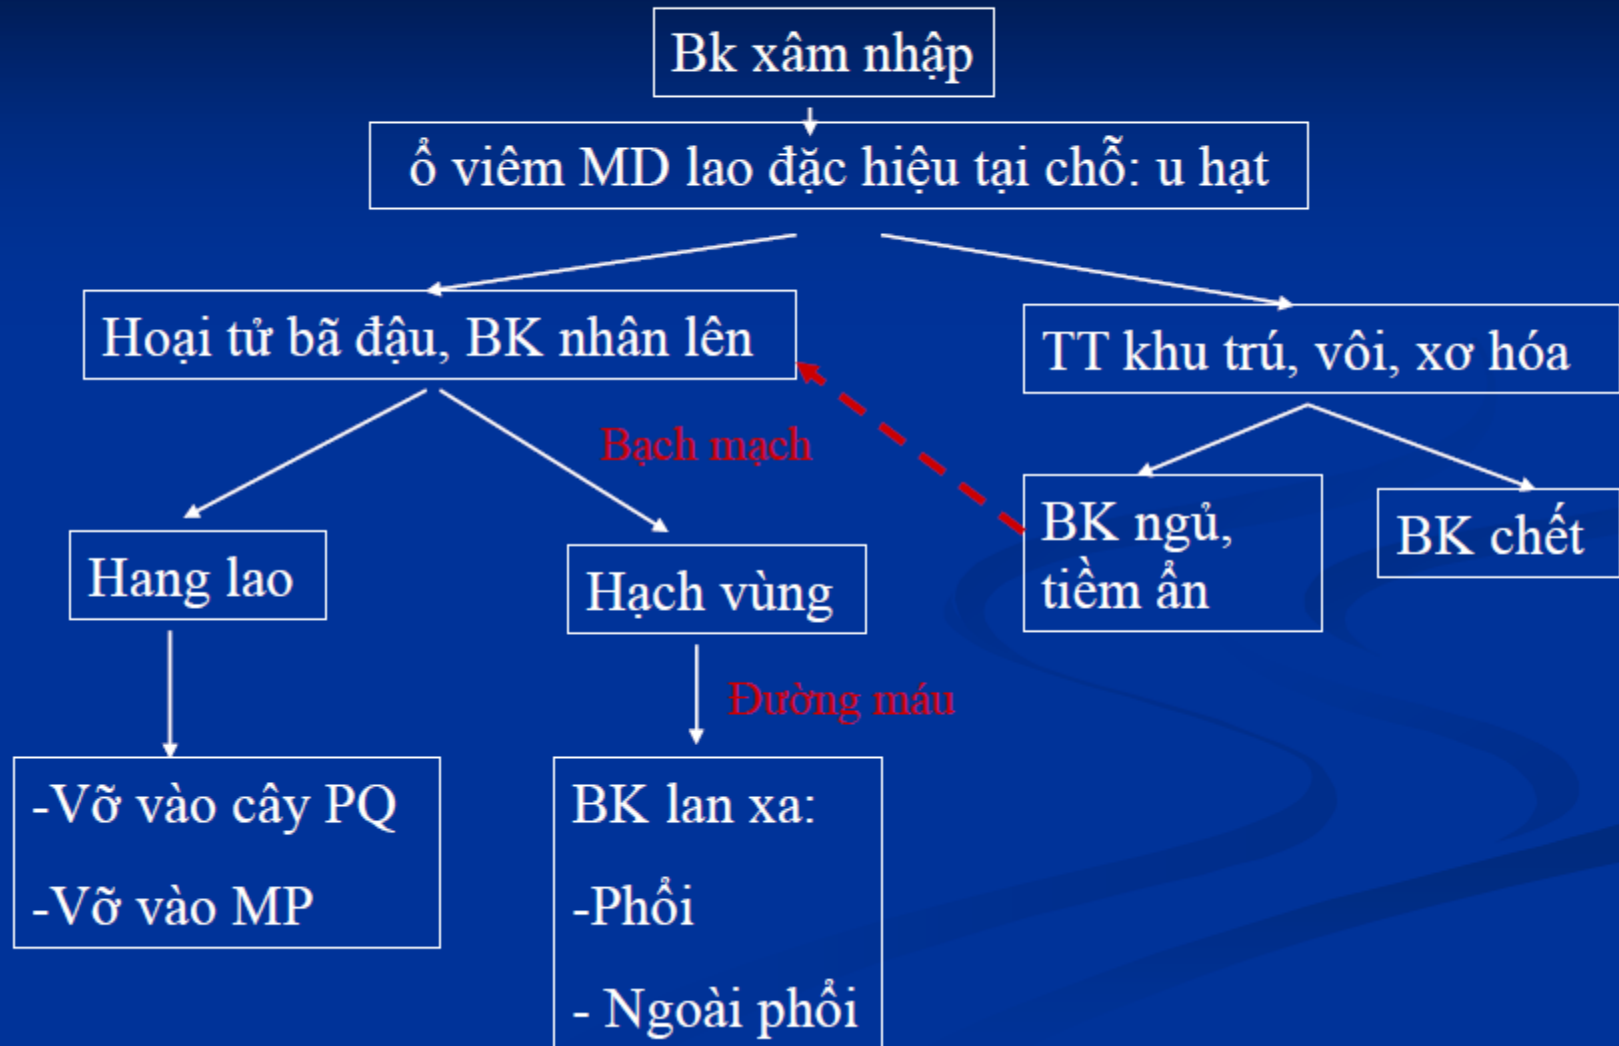 Bk xâm nhập
ổ viêm MD lao đặc hiệu tại chỗ: u hạt
Hoại tử bã đậu, BK nhân lên
TT khu trú, vôi, xơ hóa
Bạch mạch
Hang lao
Hạch vùng
BK ngủ,
tiềm ẩn
BK chết
Đường máu
-Vỡ vào cây PQ
-Vỡ vào MP
BK lan xa:
-Phổi
- Ngoài phổi